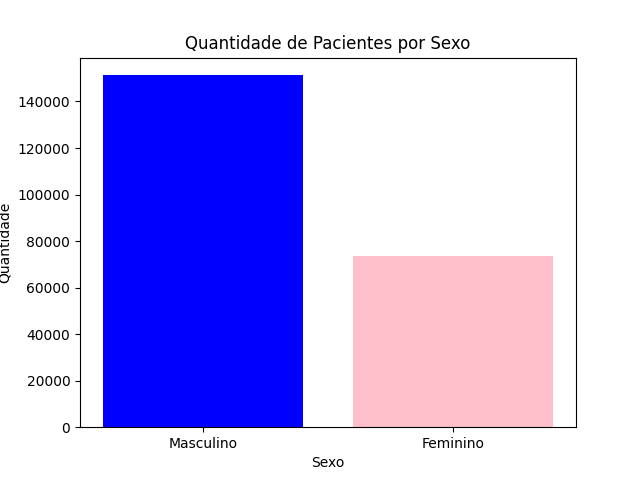 Quantidade de Pacientes por Sexo
140000
120000
100000
80000
60000
40000
20000
0
Quantidade
Masculino
Feminino
Sexo